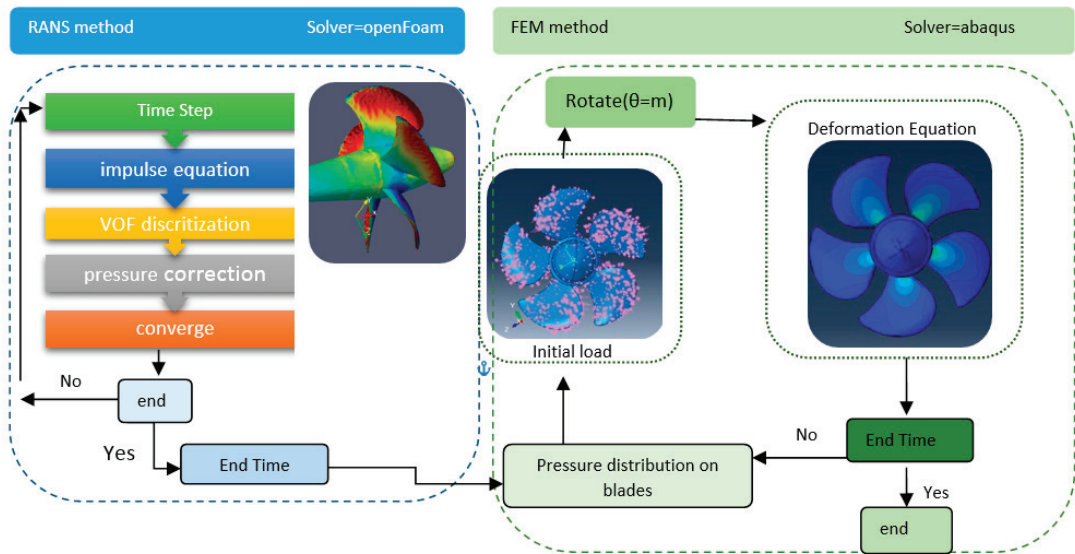 RANS method Solver=openFoam
Time Step
impulse equation
VOF discritization
pressure correction
converge
No
end
Yes
End Time
FEM method Solver=abaqus
Rotate(θ=m)
Deformation Equation
Initial load
No
End Time
Pressure distribution on
blades
Yes
end